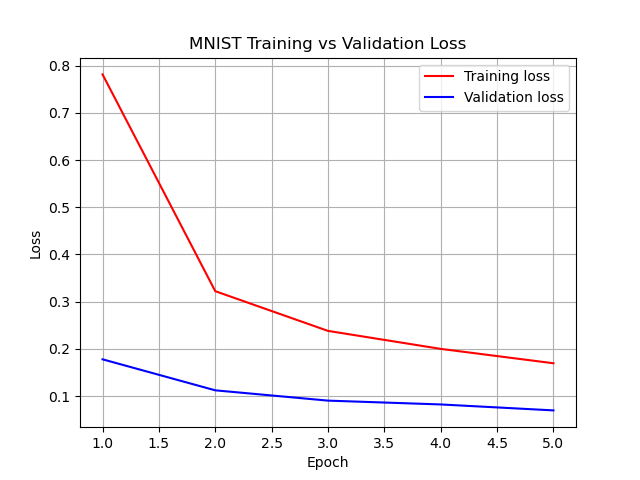 MNIST Training vs Validation Loss
Training loss
Validation loss
Loss
0.8
0.7
0.6
0.5
0.4
0.3
0.2
0.1
1.0 1.5 2.0 2.5 3.0 3.5 4.0 4.5 5.0
Epoch